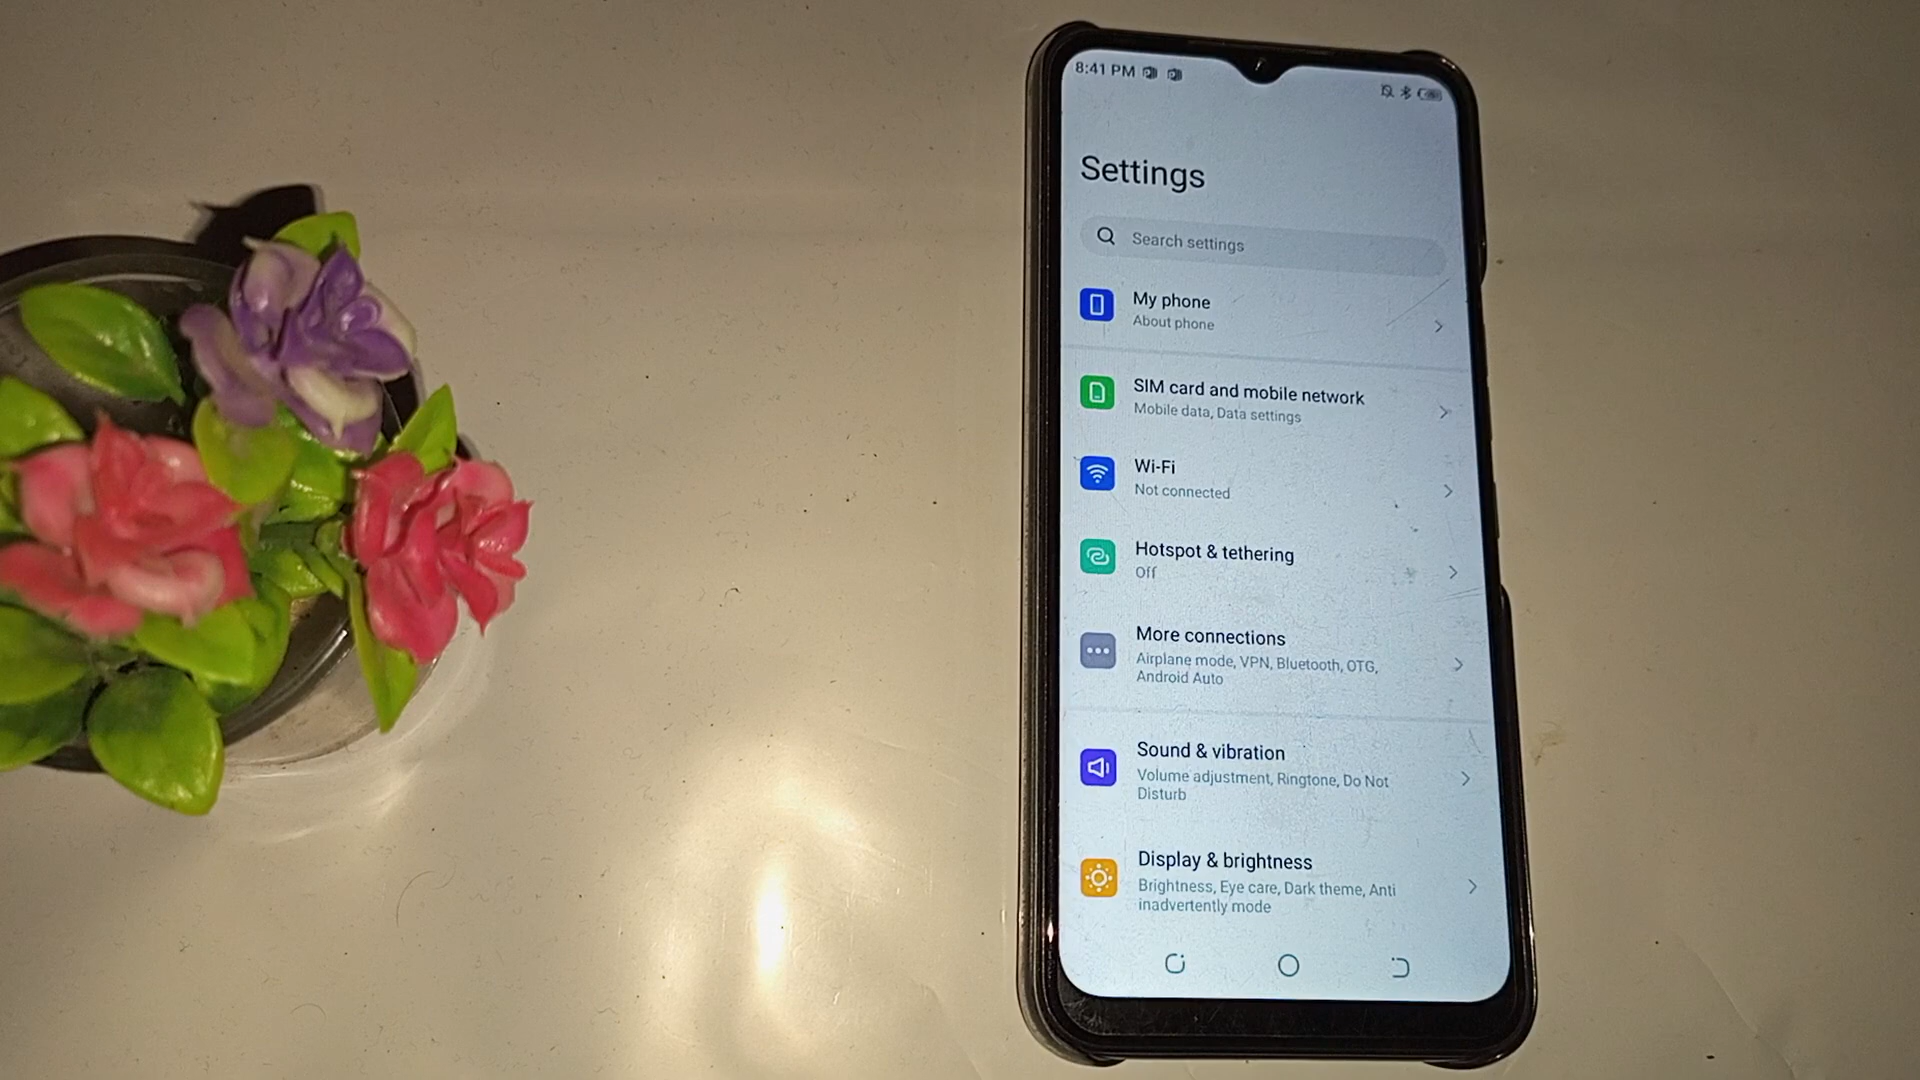 8:41 PM
Settings
Search settings
My phone
About phone
SIM card and mobile network
Mobile data, Data settings
Wi-Fi
Not connected
Hotspot & tethering
Off
More connections
Airplane mode, VPN, Bluetooth, OTG,
Android Auto
Sound & vibration
Volume adjustment, Ringtone, Do Not
Disturb
Display & brightness
Brightness, Eye care, Dark theme, Anti
inadvertently mode